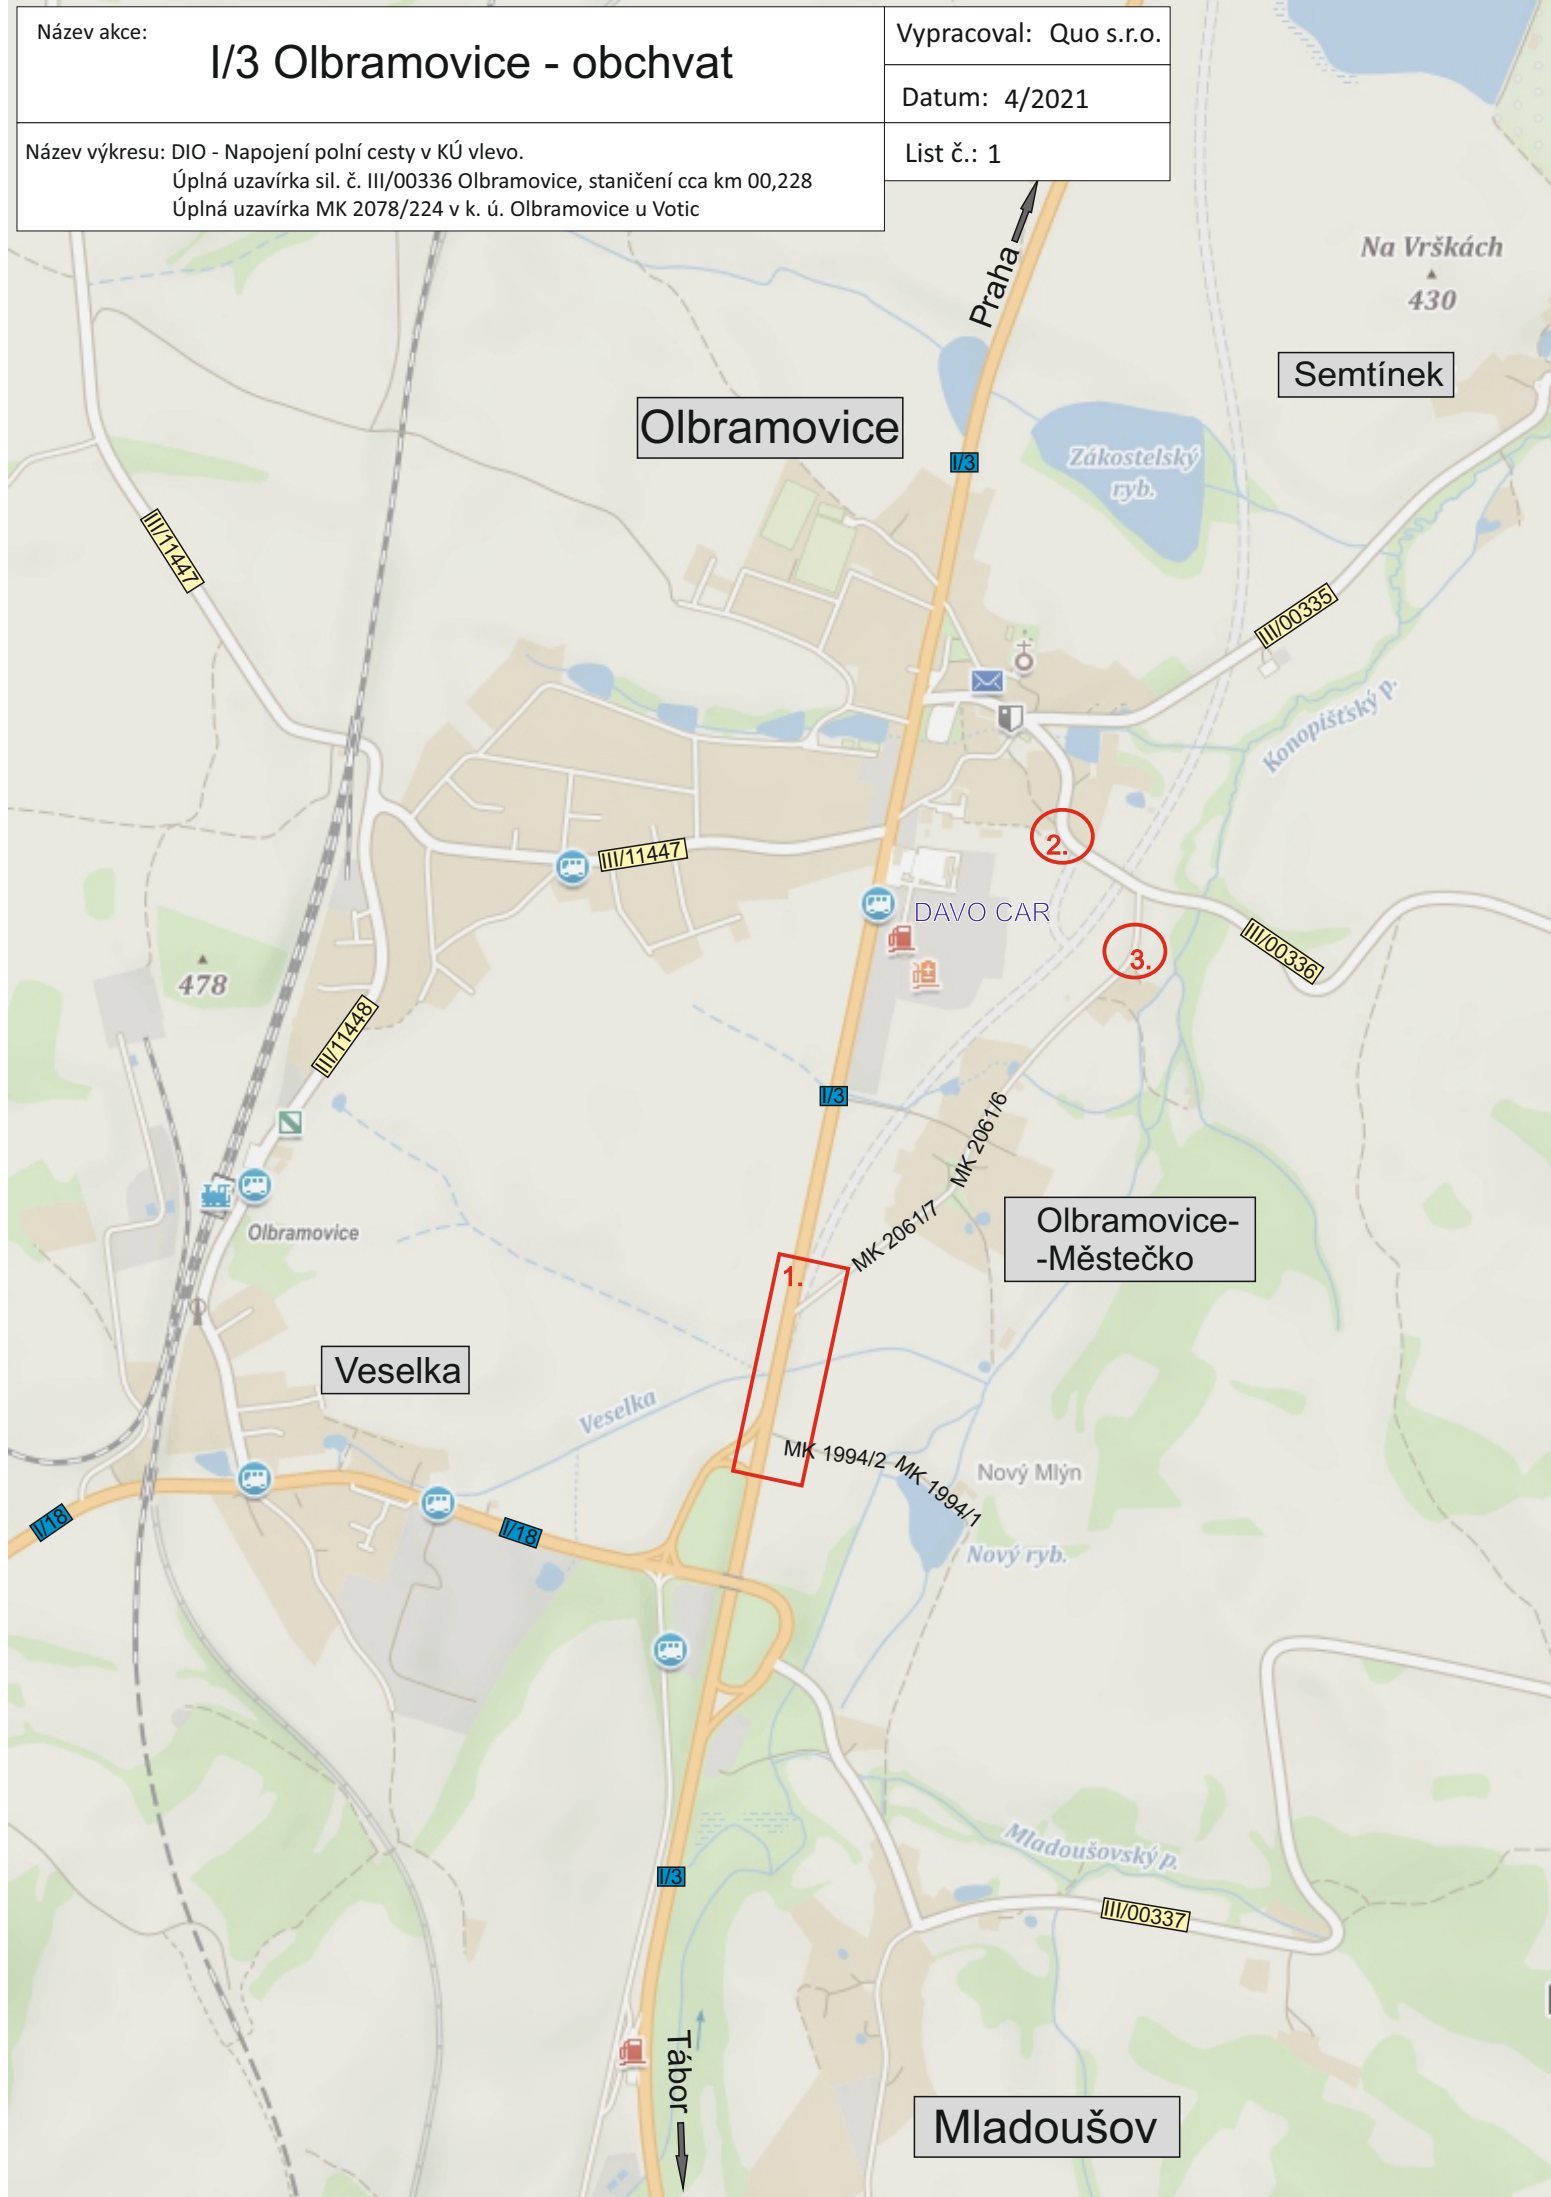 Název akce:
I/3 Olbramovice - obchvat
Vypracoval: Quo s.r.o.
Datum: 4/2021
List č.: 1
Název výkresu: DIO - Napojení polní cesty v KÚ vlevo.
Úplná uzavírka sil. č. III/00336 Olbramovice, staničení cca km 00,228
Úplná uzavírka MK 2078/224 v k. ú. Olbramovice u Votic
Praha
Na Vrškách
430
Semtínek
Olbramovice
I/3
Zákostelský
ryb.
III/11447
III/00335
Konopišťský p.
III/11447
2.
DAVO CAR
3.
III/00336
478
III/11448
I/3
MK 2061/6
MK 2061/7
Olbramovice-
-Městečko
Olbramovice
1.
Veselka
Veselka
MK 1994/2
MK 1994/1
Nový Mlýn
Nový ryb.
I/18
I/18
Mladoušovský p.
I/3
III/00337
Tábor
Mladoušov